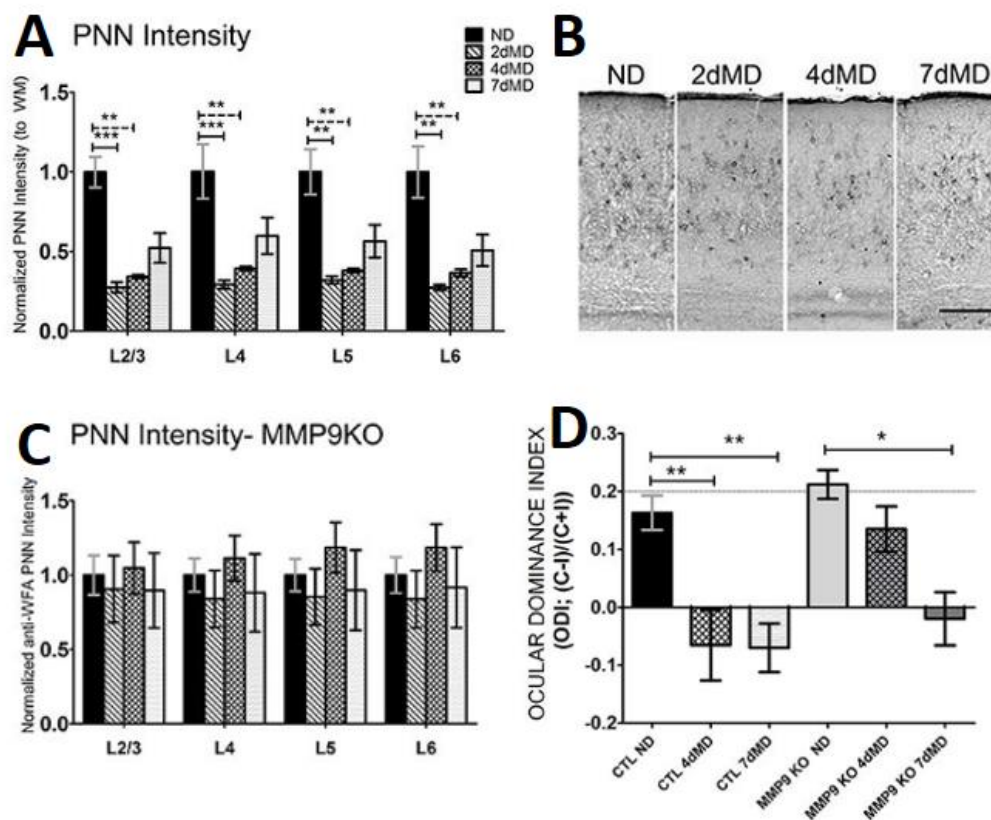 A PNN Intensity
ND
2dMD
4dMD
7dMD
Normalized PNN Intensity (to WM)
1.5
1.0
0.5
0.0
** *** ** *** ** ** ** **
L2/3 L4 L5 L6
B
ND 2dMD 4dMD 7dMD
C PNN Intensity- MMP9KO
Normalized anti-WFA PNN Intensity
1.5
1.0
0.5
0.0
L2/3 L4 L5 L6
D
OCULAR DOMINANCE INDEX
(ODI; (C-I)/(C+I))
0.3
0.2
0.1
0.0
-0.1
-0.2
** ** *
CTL ND
CTL 4dMD
CTL 7dMD
MMP9 KO ND
MMP9 KO 4dMD
MMP9 KO 7dMD